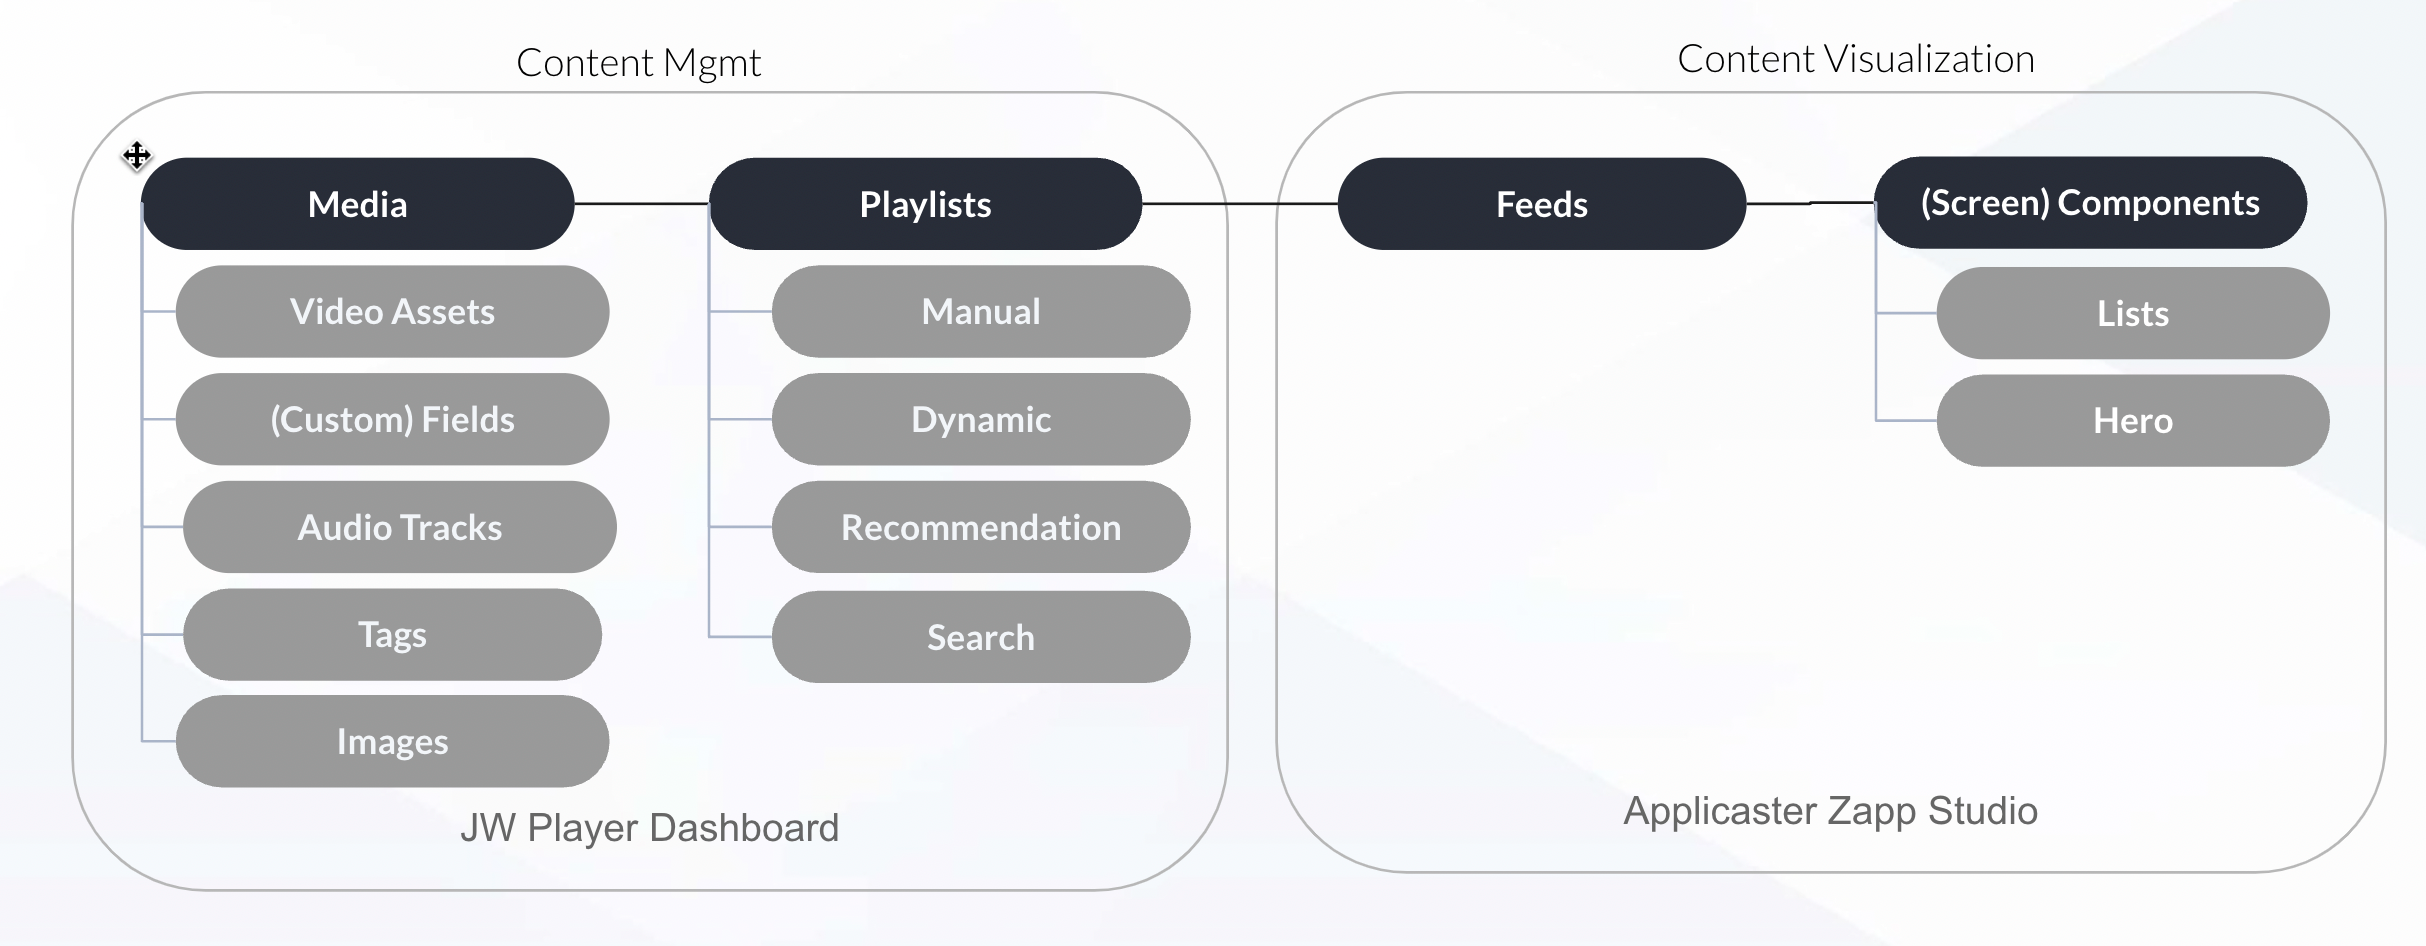 Content Mgmt
Media
Video Assets
(Custom) Fields
Audio Tracks
Tags
Images
Playlists
Manual
Dynamic
Recommendation
Search
JW Player Dashboard
Content Visualization
Feeds
(Screen) Components
Lists
Hero
Applicaster Zapp Studio